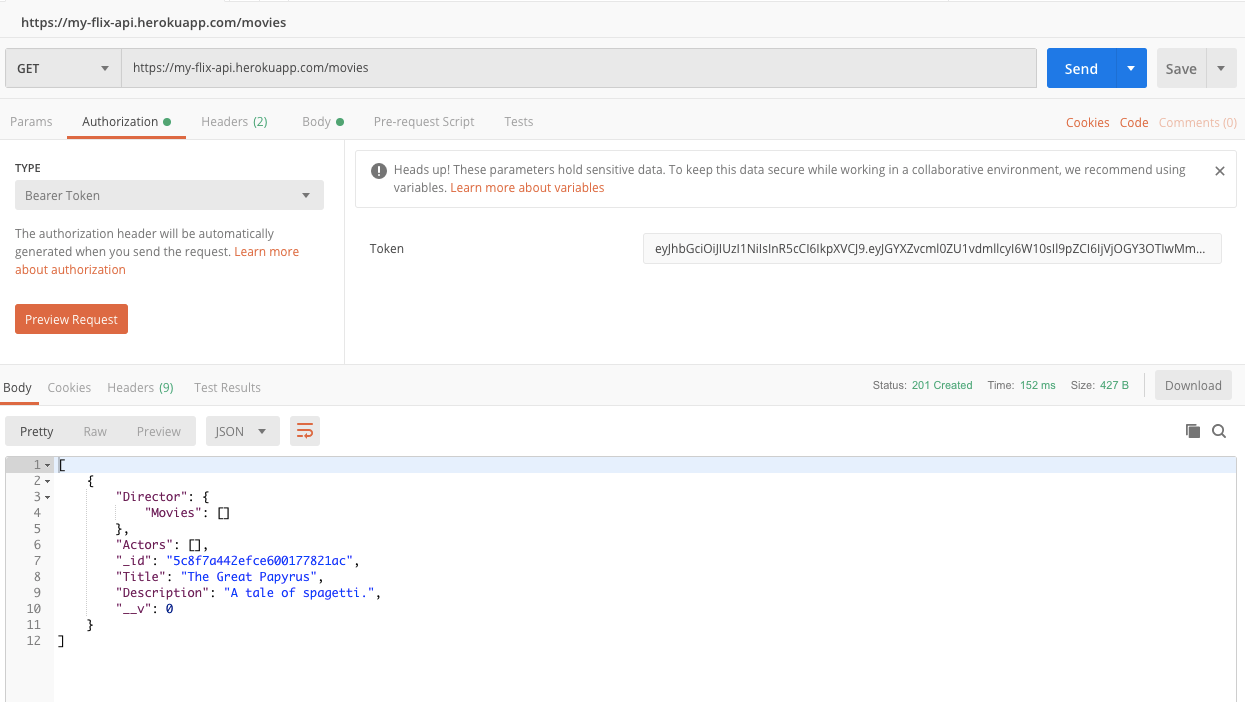 https://my-flix-api.herokuapp.com/movies
GET https://my-flix-api.herokuapp.com/movies Send Save
Params Authorization Headers (2) Body Pre-request Script Tests Cookies Code Comments (0)
TYPE
Bearer Token
The authorization header will be automatically
generated when you send the request. Learn more
about authorization
Preview Request
Heads up! These parameters hold sensitive data. To keep this data secure while working in a collaborative environment, we recommend using
variables. Learn more about variables
Token eyJhbGciOiJIUzI1NiIsInR5cCI6IkpXVCJ9.eyJGYXZvcml0ZU1vdmllcyI6W10sIl9pZCI6IjVjOGY3OTIwMm...
Body Cookies Headers (9) Test Results Status: 201 Created Time: 152 ms Size: 427 B Download
Pretty Raw Preview JSON
1 [
2 {
3 "Director": {
4 "Movies": []
5 },
6 "Actors": [],
7 "_id": "5c8f7a442efce600177821ac",
8 "Title": "The Great Papyrus",
9 "Description": "A tale of spagetti.",
10 "__v": 0
11 }
12 ]